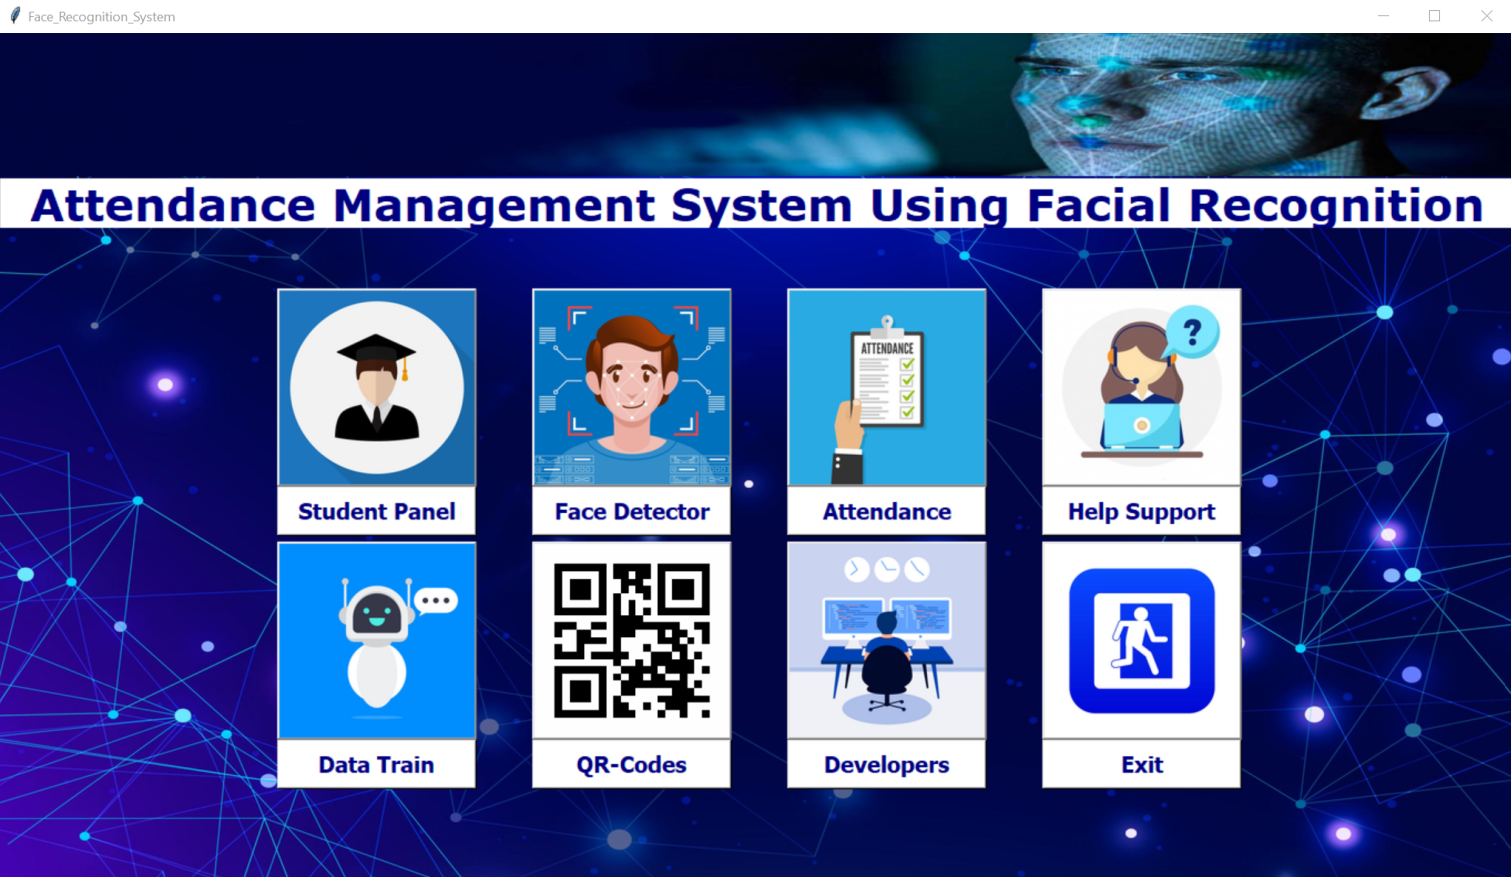 Face_Recognition_System
Attendance Management System Using Facial Recognition
ATTENDANCE
?
Student Panel
Face Detector
Attendance
Help Support
Data Train
QR-Codes
Developers
Exit